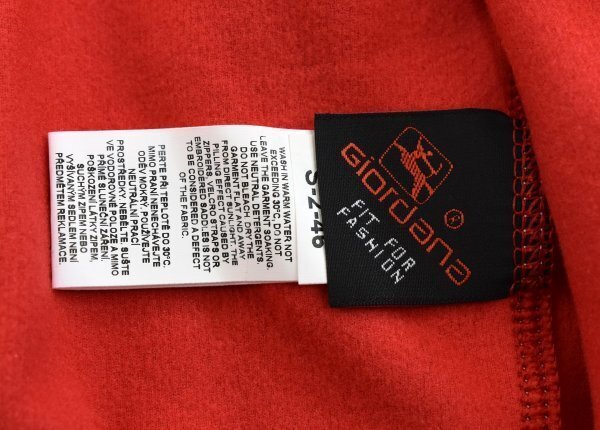 Giordana
®
FIT FOR
FASHION
S-2-46
WASH IN WARM WATER NOT
EXCEEDING 30°C, DO NOT
LEAVE THE GARMENT SOAKING.
USE NEUTRAL DETERGENTS.
DO NOT BLEACH. DRY THE
GARMENT FLAT AND AWAY
FROM DIRECT SUNLIGHT. THE
PILLING EFFECT CAUSED BY
ZIPPERS, VELCRO STRAPS OR
EMBROIDERED SADDLES IS NOT
TO BE CONSIDERED A DEFECT
OF THE FABRIC.
PERTE PŘI TEPLOTĚ DO 30°C.
MIMO PRANÍ NENECHÁVEJTE
ODĚV MOKRÝ. POUŽÍVEJTE
NEUTRÁLNÍ PRACÍ
PROSTŘEDKY. NEBĚLTE. SUŠTE
VE VODOROVNÉ POLOZE A MIMO
PŘÍMÉ SLUNEČNÍ ZÁŘENÍ.
POŠKOZENÍ LÁTKY ZIPEM,
SUCHÝM ZIPEM NEBO
VYŠÍVANÝM SEDLEM NENÍ
PŘEDMĚTEM REKLAMACE.